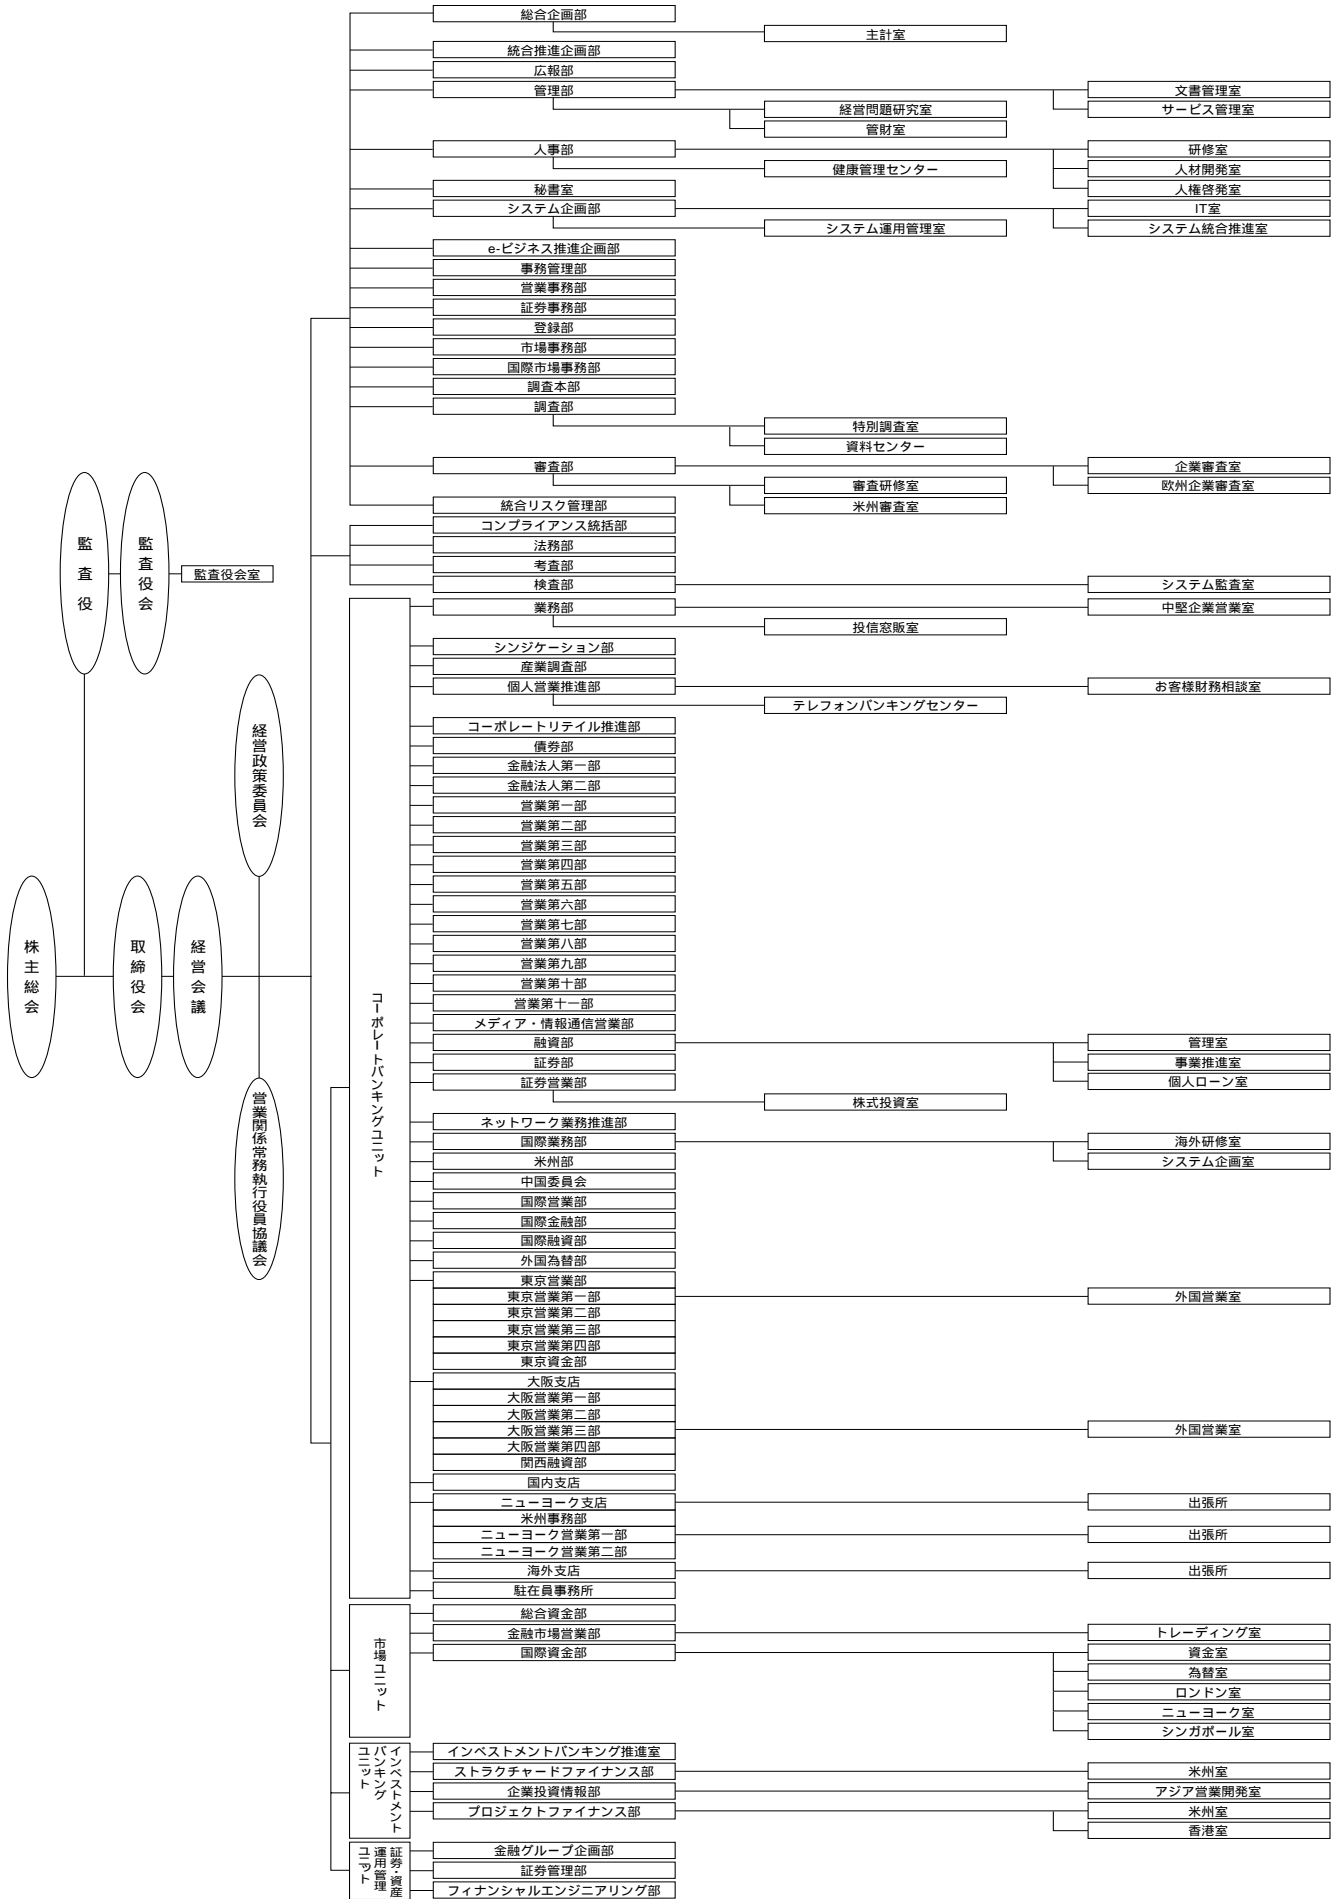 株主総会
監査役
監査役会
監査役会室
取締役会
経営会議
経営政策委員会
営業関係常務執行役員協議会
総合企画部
主計室
統合推進企画部
広報部
管理部
文書管理室
経営問題研究室
サービス管理室
管財室
人事部
研修室
健康管理センター
人材開発室
秘書室
人権啓発室
システム企画部
IT室
システム運用管理室
システム統合推進室
e-ビジネス推進企画部
事務管理部
営業事務部
証券事務部
登録部
市場事務部
国際市場事務部
調査本部
調査部
特別調査室
資料センター
審査部
企業審査室
審査研修室
欧州企業審査室
米州審査室
統合リスク管理部
コンプライアンス統括部
法務部
考査部
検査部
システム監査室
コーポレートバンキングユニット
業務部
中堅企業営業室
投信窓販室
シンジケーション部
産業調査部
個人営業推進部
お客様財務相談室
テレフォンバンキングセンター
コーポレートリテイル推進部
債券部
金融法人第一部
金融法人第二部
営業第一部
営業第二部
営業第三部
営業第四部
営業第五部
営業第六部
営業第七部
営業第八部
営業第九部
営業第十部
営業第十一部
メディア・情報通信営業部
融資部
管理室
証券部
事業推進室
証券営業部
個人ローン室
株式投資室
ネットワーク業務推進部
国際業務部
海外研修室
米州部
システム企画室
中国委員会
国際営業部
国際金融部
国際融資部
外国為替部
東京営業部
東京営業第一部
外国営業室
東京営業第二部
東京営業第三部
東京営業第四部
東京資金部
大阪支店
大阪営業第一部
大阪営業第二部
大阪営業第三部
外国営業室
大阪営業第四部
関西融資部
国内支店
ニューヨーク支店
出張所
米州事務部
ニューヨーク営業第一部
出張所
ニューヨーク営業第二部
海外支店
出張所
駐在員事務所
市場ユニット
総合資金部
金融市場営業部
トレーディング室
国際資金部
資金室
為替室
ロンドン室
ニューヨーク室
シンガポール室
インベストメント
バンキング
ユニット
インベストメントバンキング推進室
ストラクチャードファイナンス部
米州室
企業投資情報部
アジア営業開発室
プロジェクトファイナンス部
米州室
香港室
証券・資産
運用管理
ユニット
金融グループ企画部
証券管理部
フィナンシャルエンジニアリング部